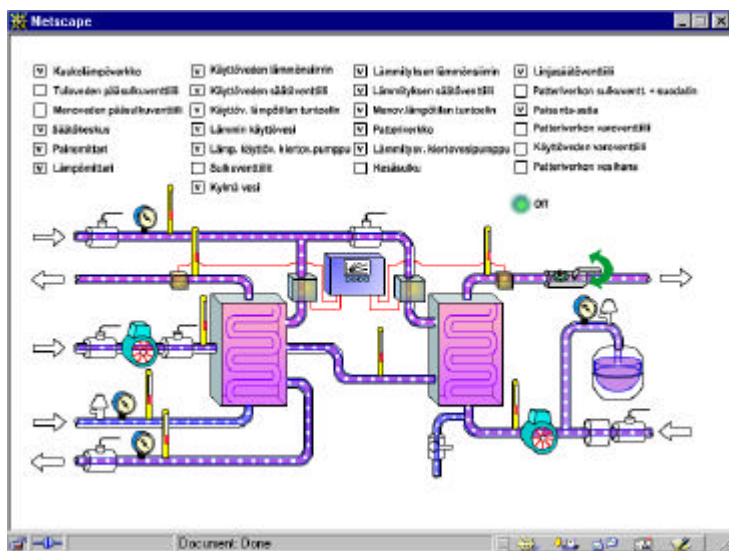 Netscape
Kaukolämpöverkko
Tuloveden pääsulkuventtiili
Menoveden pääsulkuventtiili
Säätökeskus
Painemittari
Lämpömittari
Käyttöveden lämmönsiirrin
Käyttöveden säätöventtiili
Käyttöv. lämpötilan tuntoelin
Lämmin käyttövesi
Lämp. käyttöv. kiertov.pumppu
Sulkuventtiilit
Kylmä vesi
Lämmityksen lämmönsiirrin
Lämmityksen säätöventtiili
Menov.lämpötilan tuntoelin
Patteriverkko
Lämmitysv. kiertovesipumppu
Kesäsulku
Linjasäätöventtiili
Patteriverkon sulkuventt. + suodatin
Paisunta-astia
Patteriverkon varoventtiili
Käyttöveden varoventtiili
Patteriverkon vesihana
Off
Document: Done